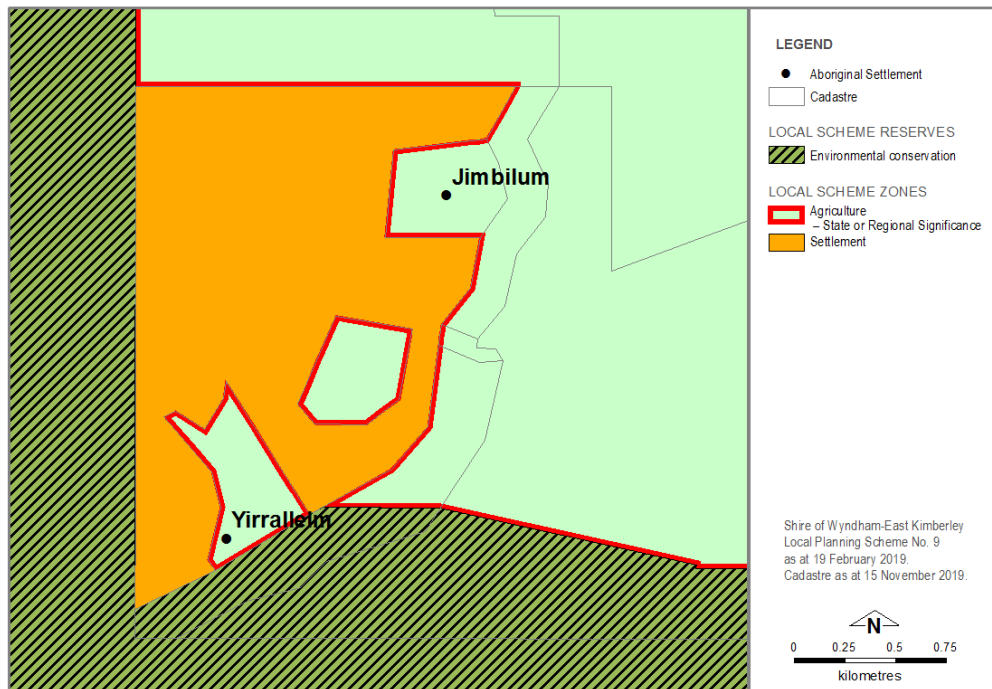 Jimbilum
Yirrallelm
LEGEND
Aboriginal Settlement
Cadastre
LOCAL SCHEME RESERVES
Environmental conservation
LOCAL SCHEME ZONES
Agriculture
– State or Regional Significance
Settlement
Shire of Wyndham-East Kimberley
Local Planning Scheme No. 9
as at 19 February 2019.
Cadastre as at 15 November 2019.
N
0 0.25 0.5 0.75
kilometres